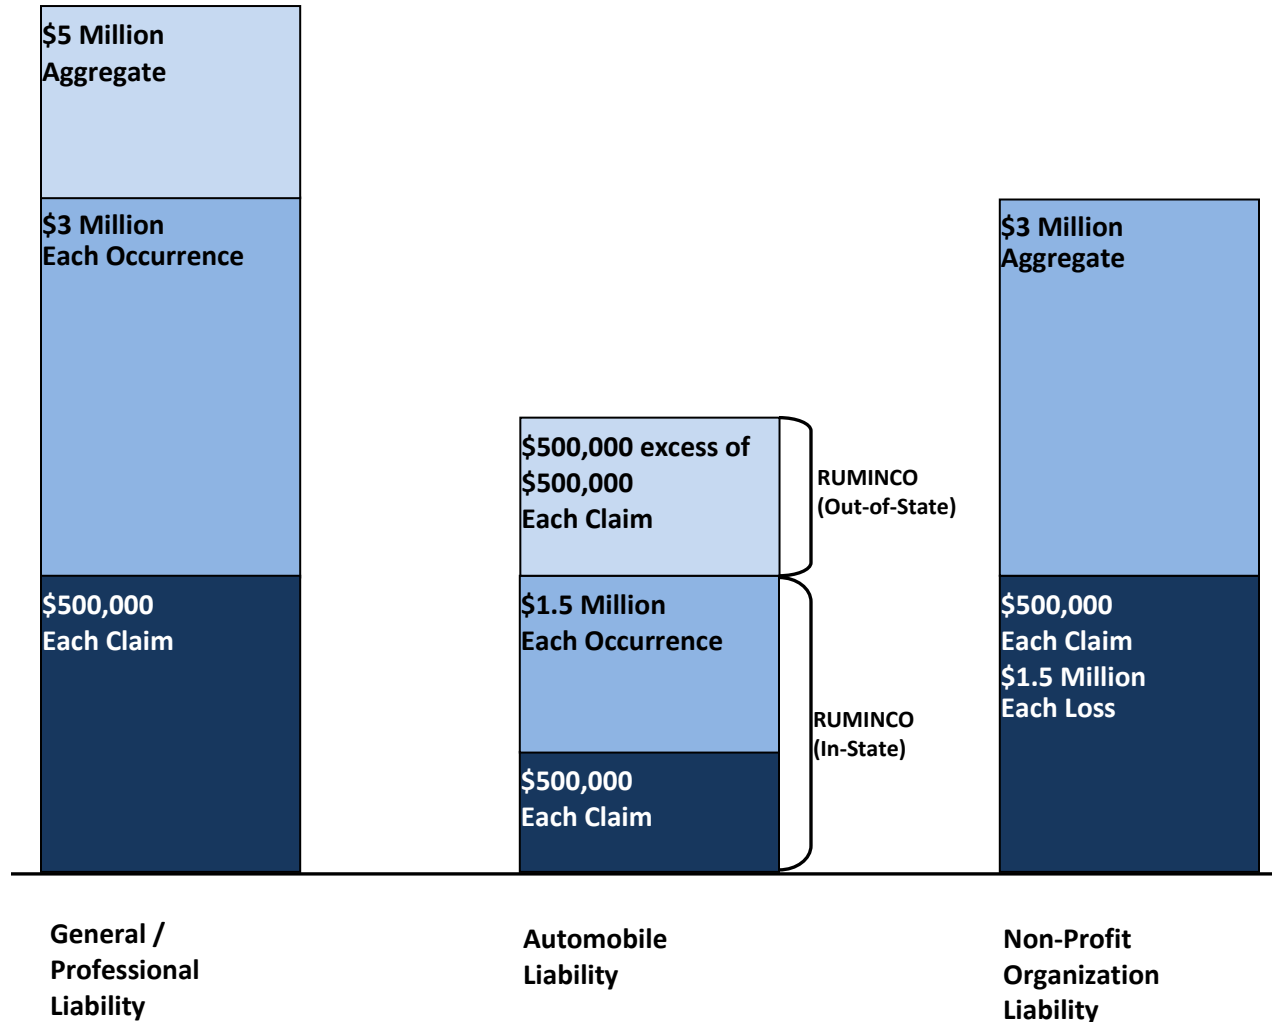 $5 Million
Aggregate
$3 Million
Each Occurrence
$500,000
Each Claim
$500,000 excess of
$500,000
Each Claim
RUMINCO
(Out-of-State)
$1.5 Million
Each Occurrence
RUMINCO
(In-State)
$500,000
Each Claim
$3 Million
Aggregate
$500,000
Each Claim
$1.5 Million
Each Loss
General /
Professional
Liability
Automobile
Liability
Non-Profit
Organization
Liability